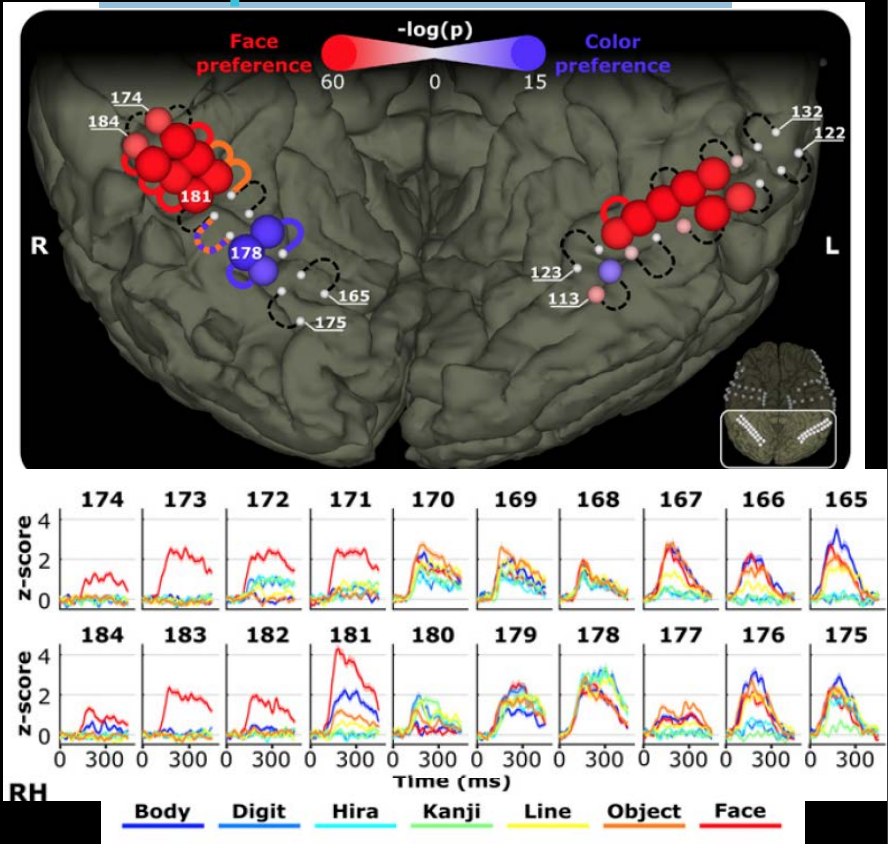 -log(p)
Face preference
Color preference
60 0 15
174
184
181
178
165
175
R
L
132
122
123
113
174 173 172 171 170 169 168 167 166 165
z-score
4
2
0
184 183 182 181 180 179 178 177 176 175
z-score
4
2
0
0 300 0 300 0 300 0 300 0 300 0 300 0 300 0 300 0 300 0 300
Time (ms)
RH
Body Digit Hira Kanji Line Object Face